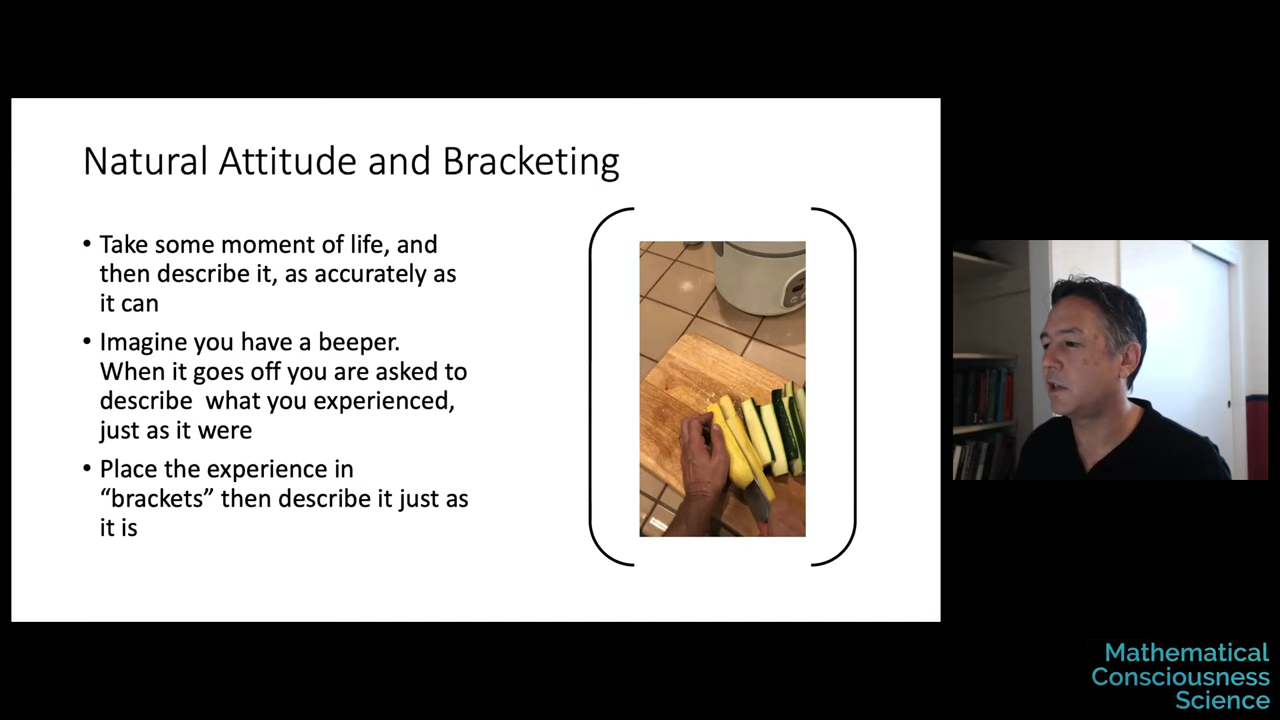 Natural Attitude and Bracketing
• Take some moment of life, and
then describe it, as accurately as
it can
• Imagine you have a beeper.
When it goes off you are asked to
describe  what you experienced,
just as it were
• Place the experience in
“brackets” then describe it just as
it is
Mathematical
Consciousness
Science